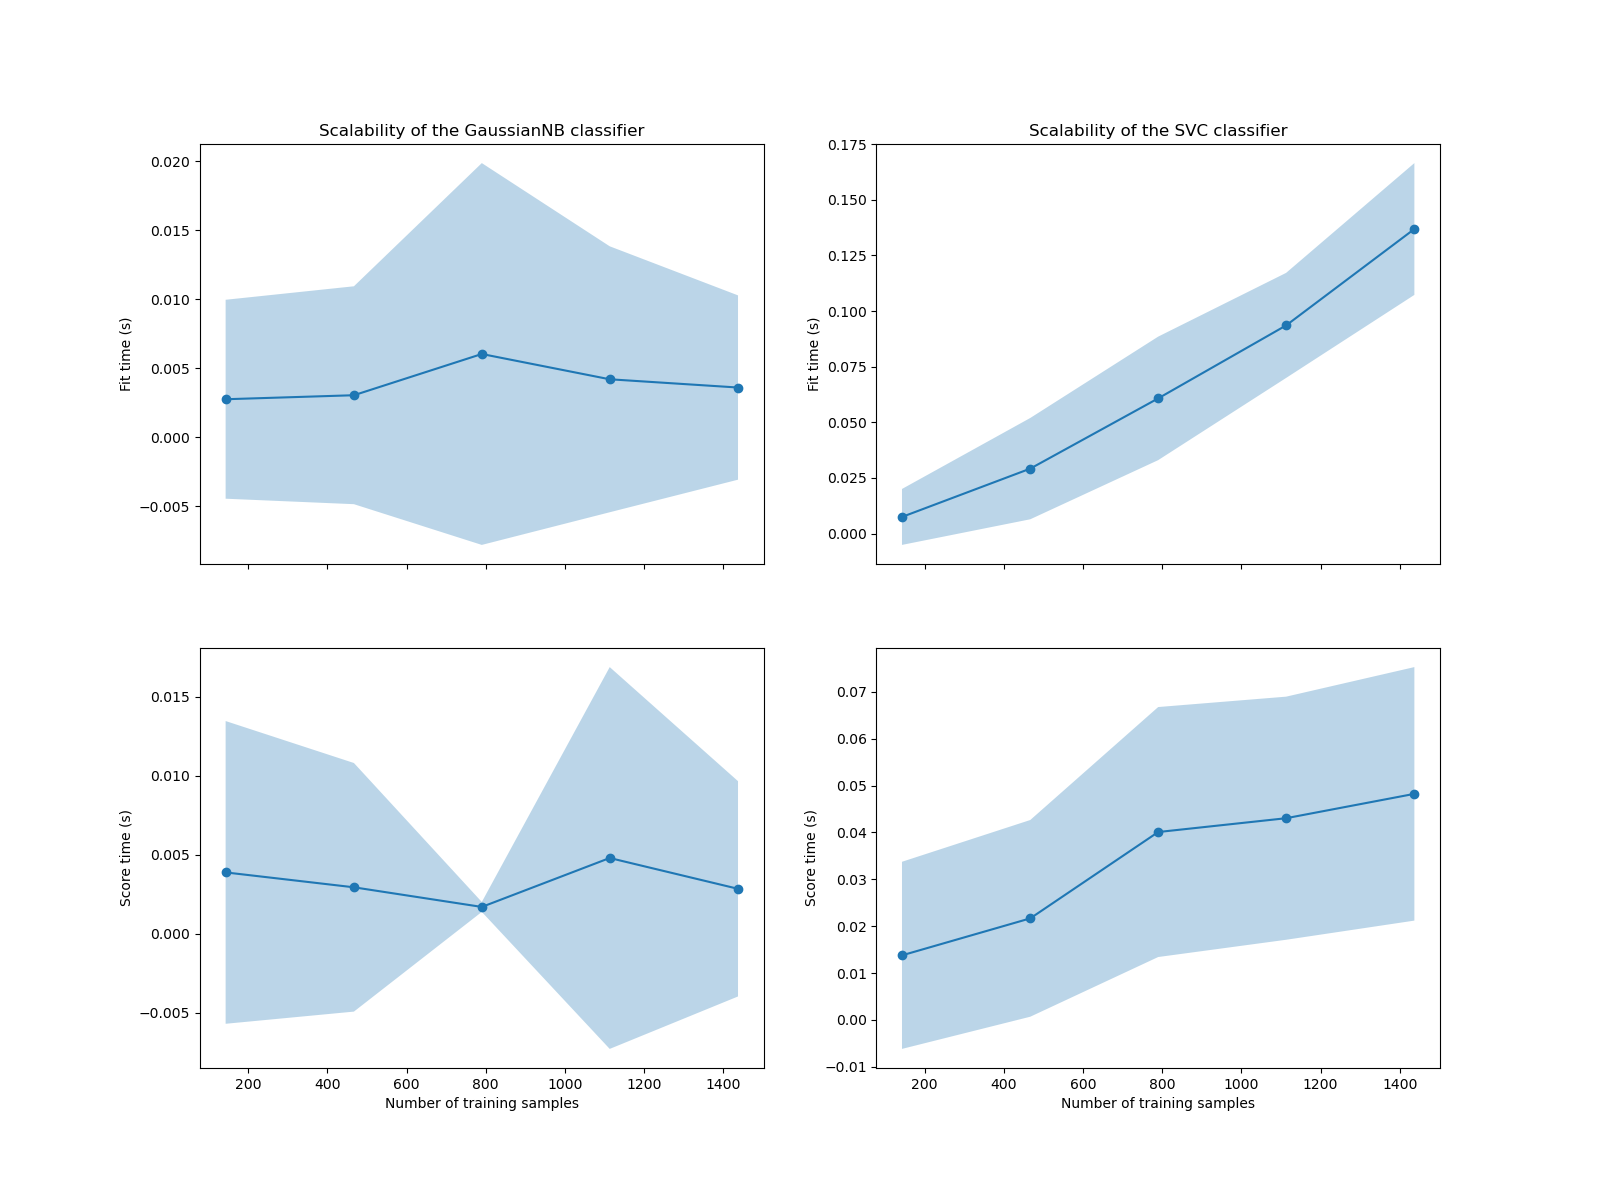 Scalability of the GaussianNB classifier
0.020
0.015
0.010
0.005
0.000
−0.005
Fit time (s)
Scalability of the SVC classifier
0.175
0.150
0.125
0.100
0.075
0.050
0.025
0.000
Fit time (s)
0.015
0.010
0.005
0.000
−0.005
Score time (s)
200 400 600 800 1000 1200 1400
Number of training samples
0.07
0.06
0.05
0.04
0.03
0.02
0.01
0.00
−0.01
Score time (s)
200 400 600 800 1000 1200 1400
Number of training samples